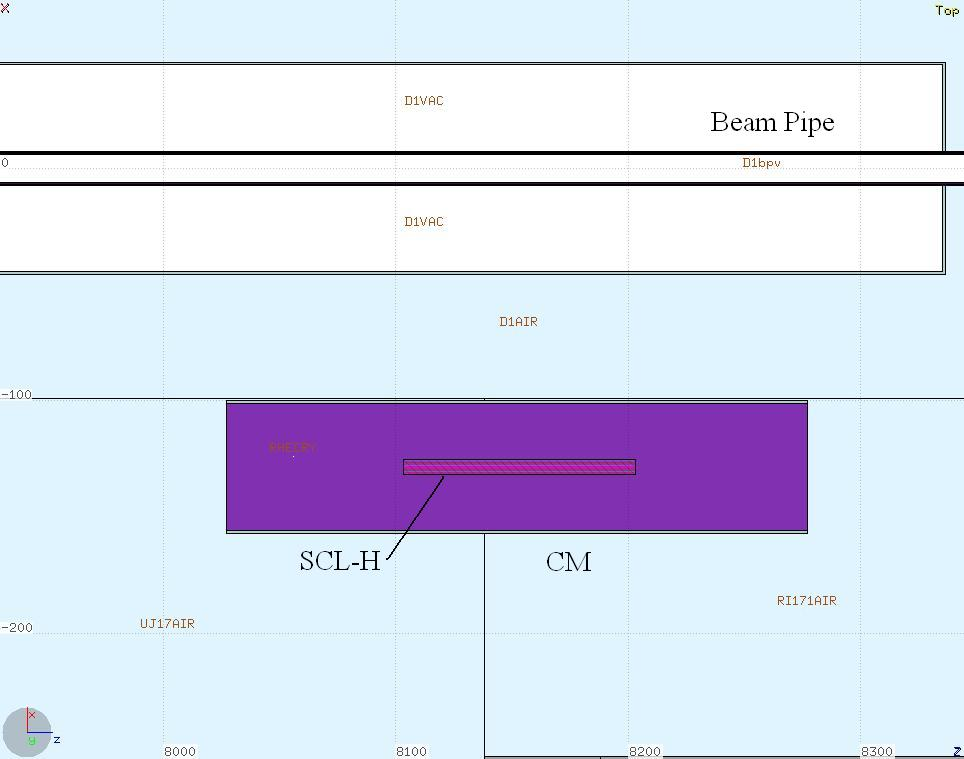 X
Top
D1VAC
Beam Pipe
0
D1bpv
D1VAC
D1AIR
-100
SCL-H
CM
RI171AIR
UJ17AIR
-200
x
y
z
8000
8100
8200
8300
Z